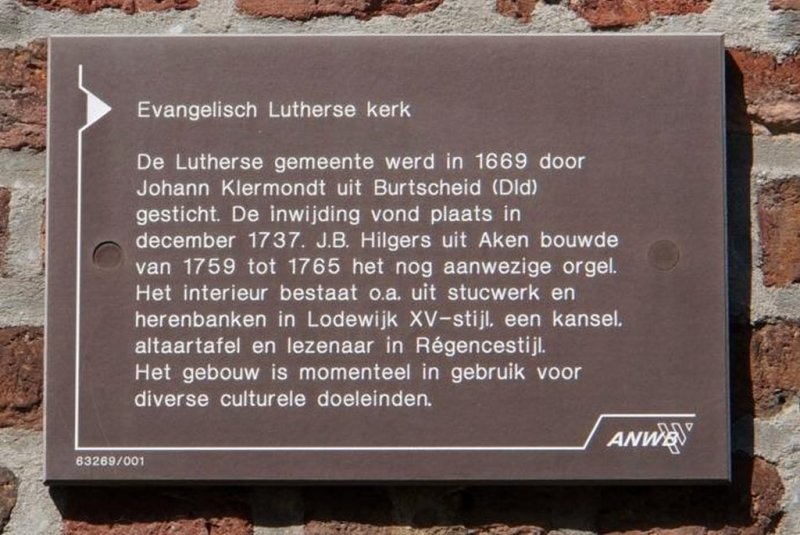 Evangelisch Lutherse kerk
De Lutherse gemeente werd in 1669 door
Johann Klermondt uit Burtscheid (Dld)
gesticht. De inwijding vond plaats in
december 1737. J.B. Hilgers uit Aken bouwde
van 1759 tot 1765 het nog aanwezige orgel.
Het interieur bestaat o.a. uit stucwerk en
herenbanken in Lodewijk XV-stijl, een kansel,
altaartafel en lezenaar in Régencestijl.
Het gebouw is momenteel in gebruik voor
diverse culturele doeleinden.
ANWB
63269/001